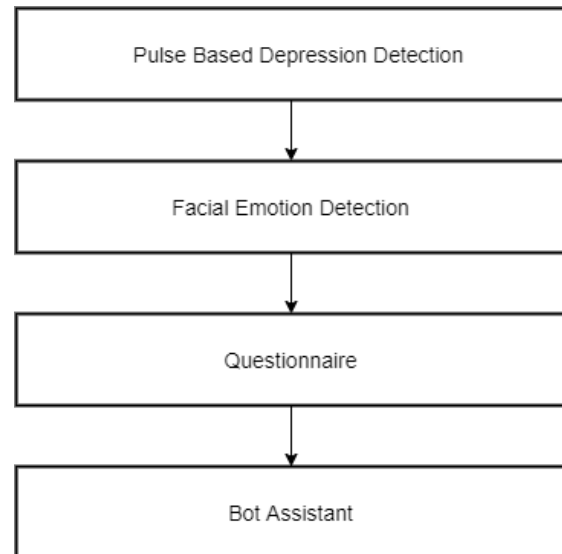 Pulse Based Depression Detection
Facial Emotion Detection
Questionnaire
Bot Assistant